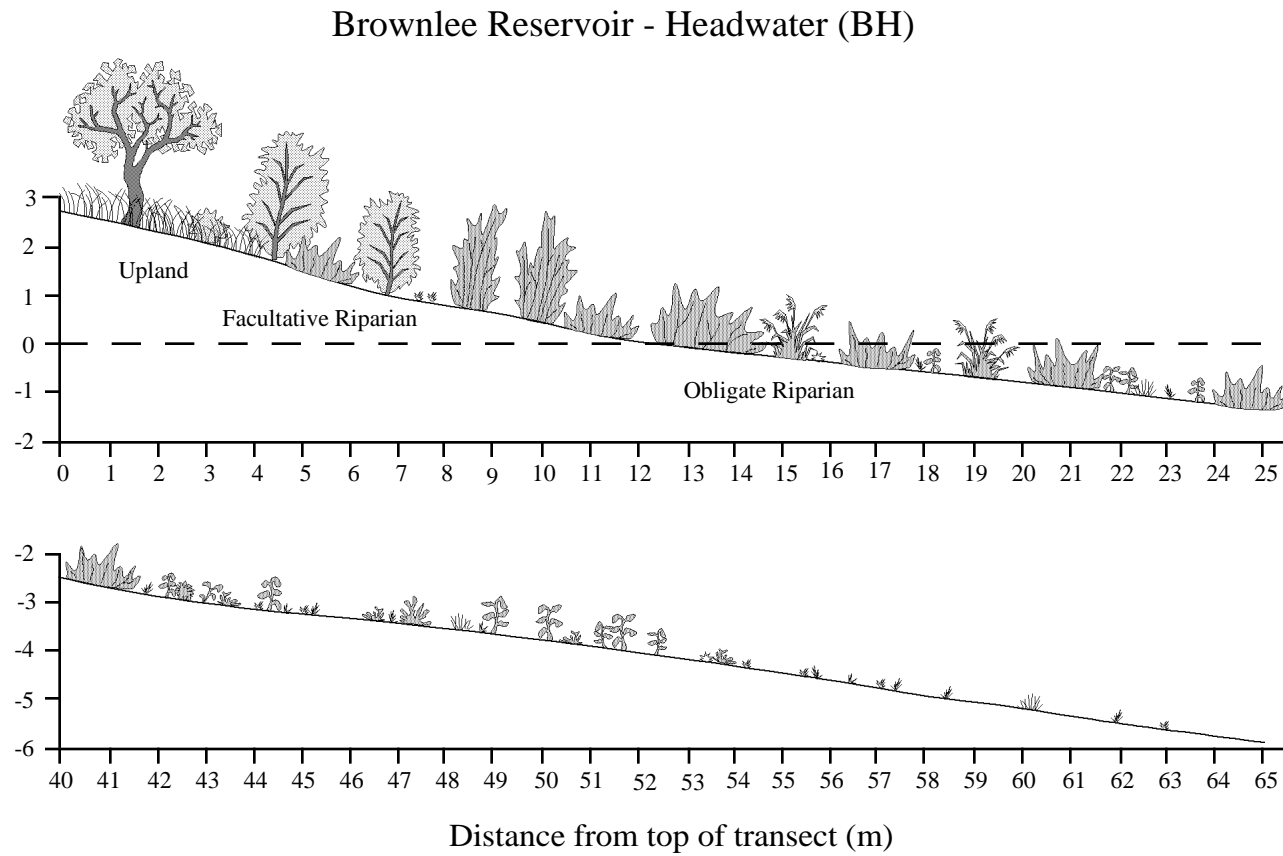 Brownlee Reservoir - Headwater (BH)
3
2
1
0
-1
-2
Upland
Facultative Riparian
Obligate Riparian
0 1 2 3 4 5 6 7 8 9 10 11 12 13 14 15 16 17 18 19 20 21 22 23 24 25
-2
-3
-4
-5
-6
40 41 42 43 44 45 46 47 48 49 50 51 52 53 54 55 56 57 58 59 60 61 62 63 64 65
Distance from top of transect (m)